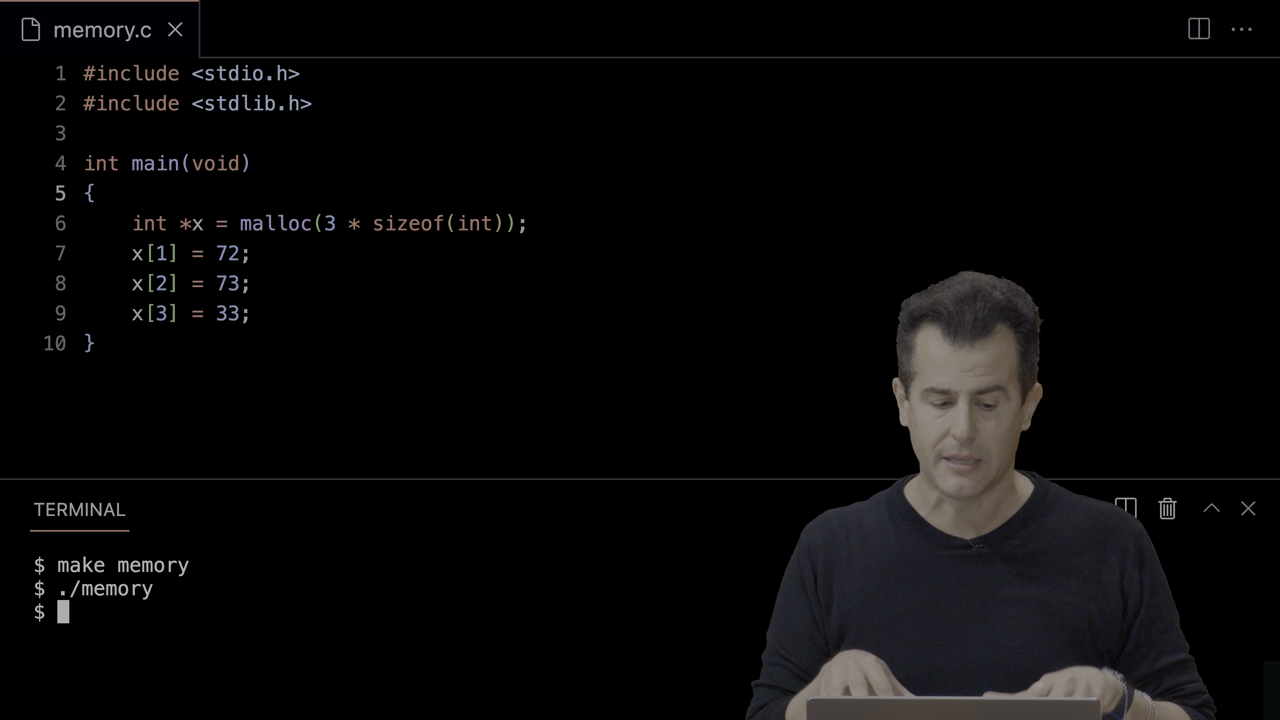 memory.c
1 #include <stdio.h>
2 #include <stdlib.h>
3
4 int main(void)
5 {
6     int *x = malloc(3 * sizeof(int));
7     x[1] = 72;
8     x[2] = 73;
9     x[3] = 33;
10 }
TERMINAL
$ make memory
$ ./memory
$